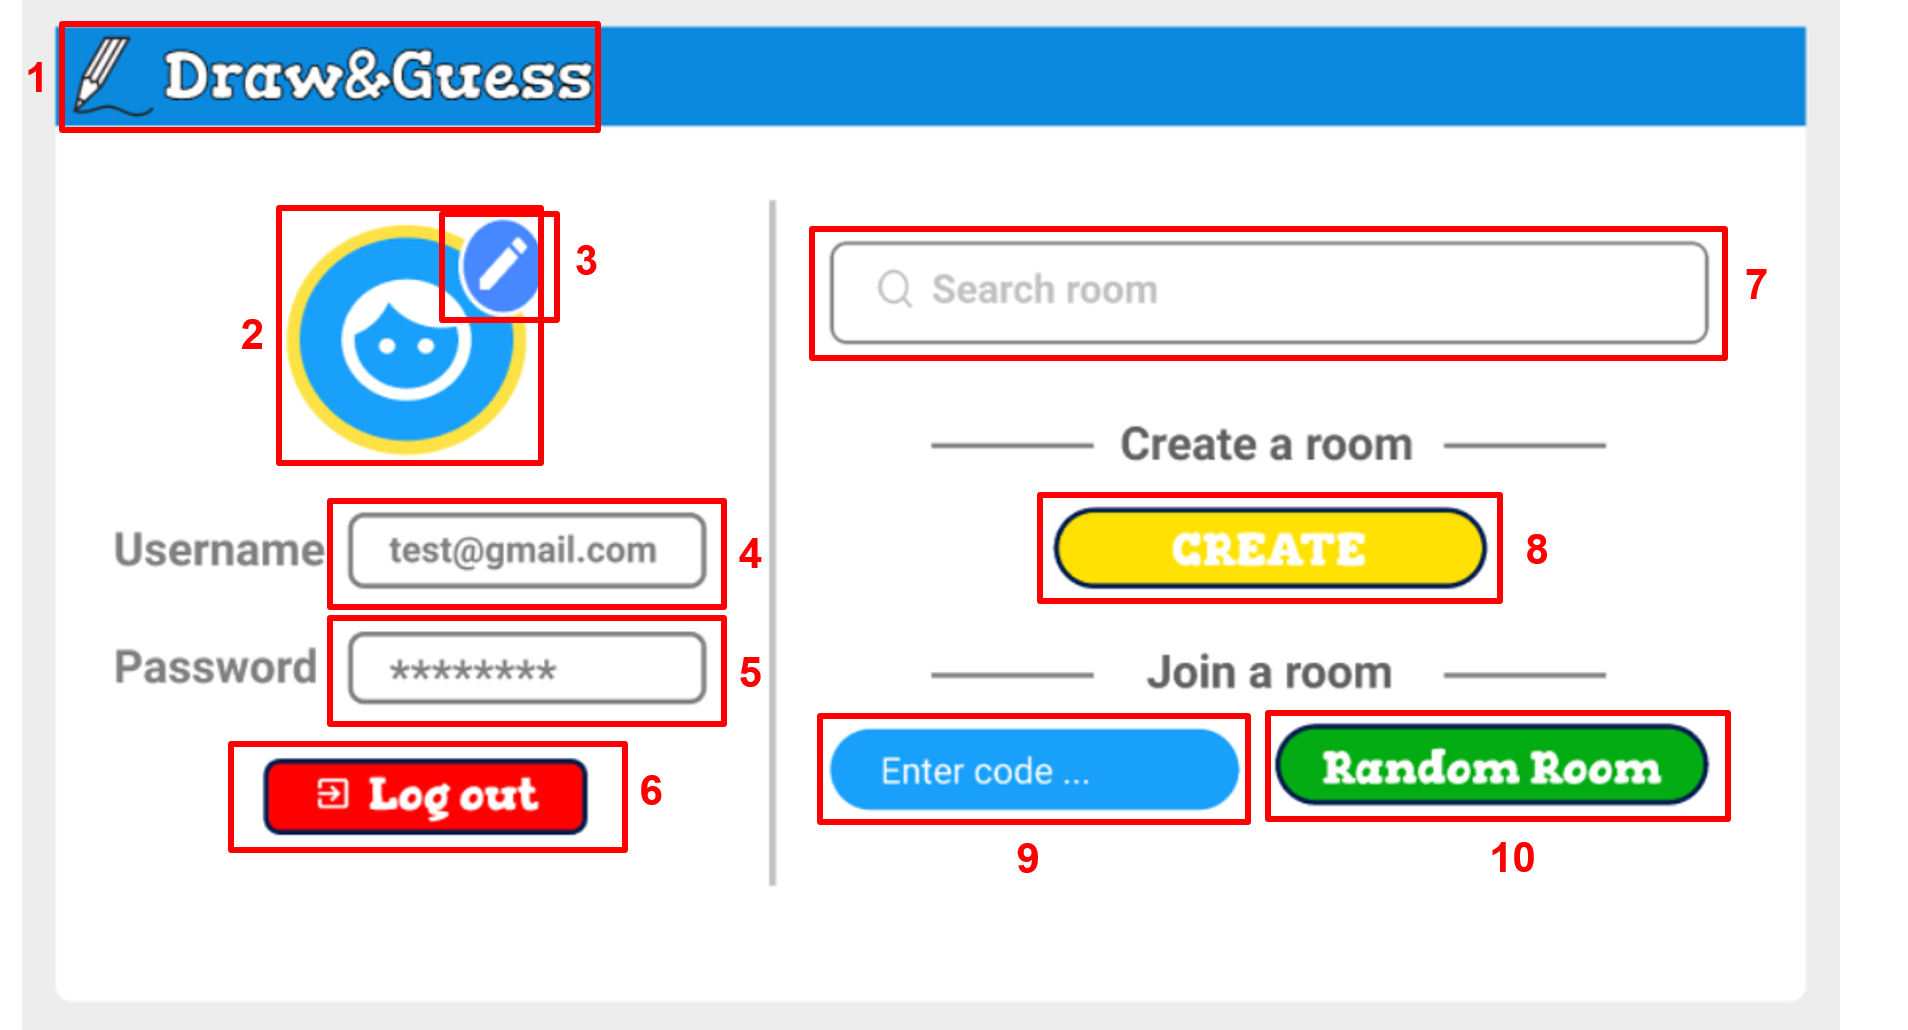 1 Draw&Guess
2
3
Username test@gmail.com 4
Password ******** 5
Log out 6
Search room 7
Create a room
CREATE 8
Join a room
Enter code ... Random Room
9 10